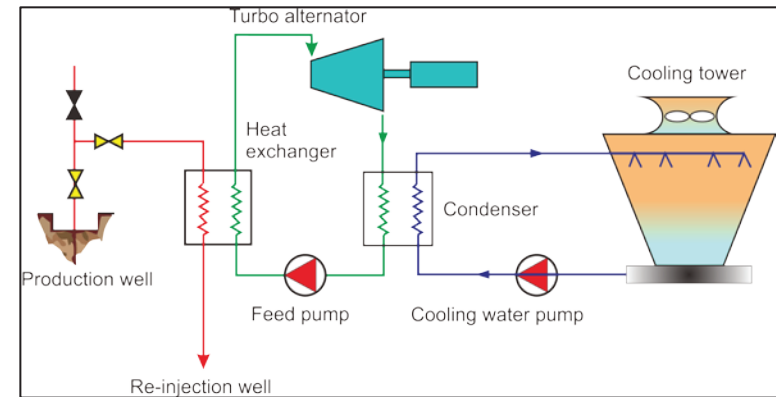 Turbo alternator
Cooling tower
Heat
exchanger
Condenser
Production well
Feed pump
Cooling water pump
Re-injection well